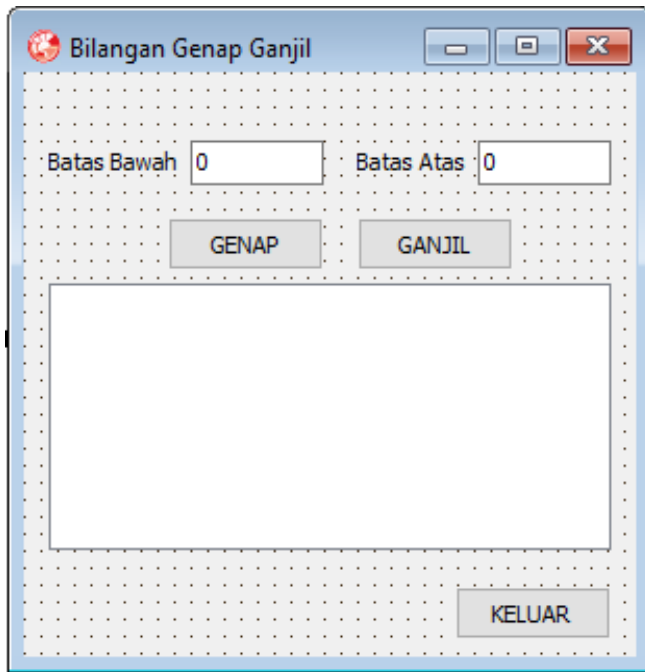 Bilangan Genap Ganjil
Batas Bawah 0 Batas Atas 0
GENAP GANJIL
KELUAR